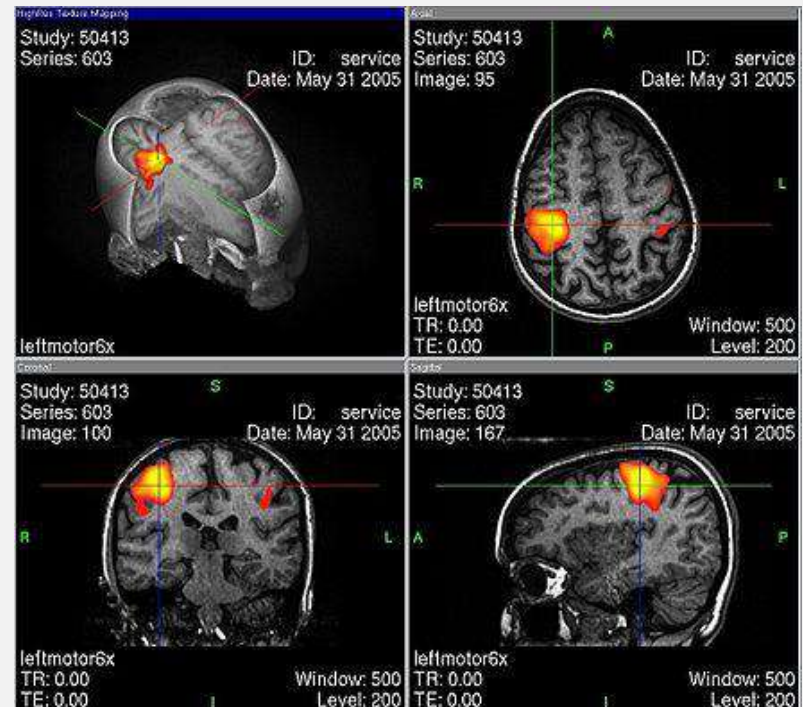 HighRes Texture Mapping
Study: 50413
Series: 603
ID: service
Date: May 31 2005
leftmotor6x
Axial
Study: 50413
Series: 603
Image: 95
ID: service
Date: May 31 2005
A
R
L
leftmotor6x
TR: 0.00
TE: 0.00
P
Window: 500
Level: 200
Coronal
Study: 50413
Series: 603
Image: 100
S
ID: service
Date: May 31 2005
R
L
leftmotor6x
TR: 0.00
TE: 0.00
Window: 500
Level: 200
Sagittal
Study: 50413
Series: 603
Image: 167
S
ID: service
Date: May 31 2005
A
P
leftmotor6x
TR: 0.00
TE: 0.00
Window: 500
Level: 200